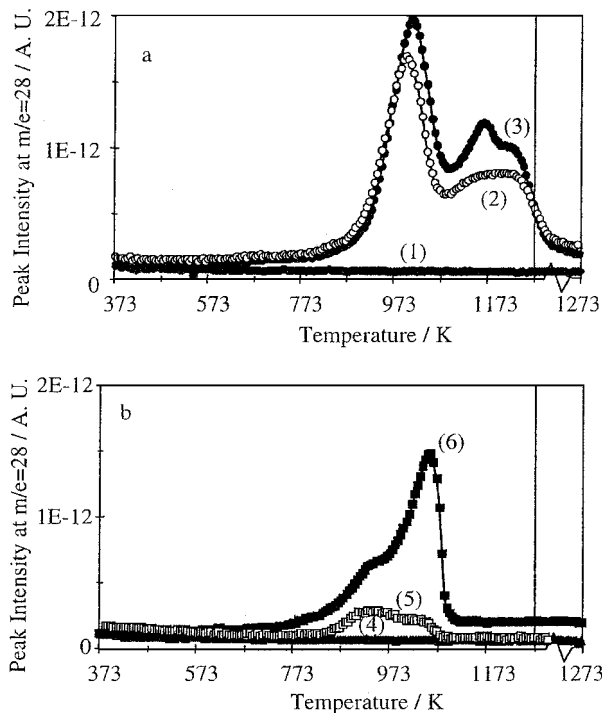 Peak Intensity at m/e=28 / A. U.
2E-12
1E-12
0
a
(1)
(2)
(3)
373 573 773 973 1173 1273
Temperature / K
Peak Intensity at m/e=28 / A. U.
2E-12
1E-12
0
b
(6)
(5)
(4)
373 573 773 973 1173 1273
Temperature / K